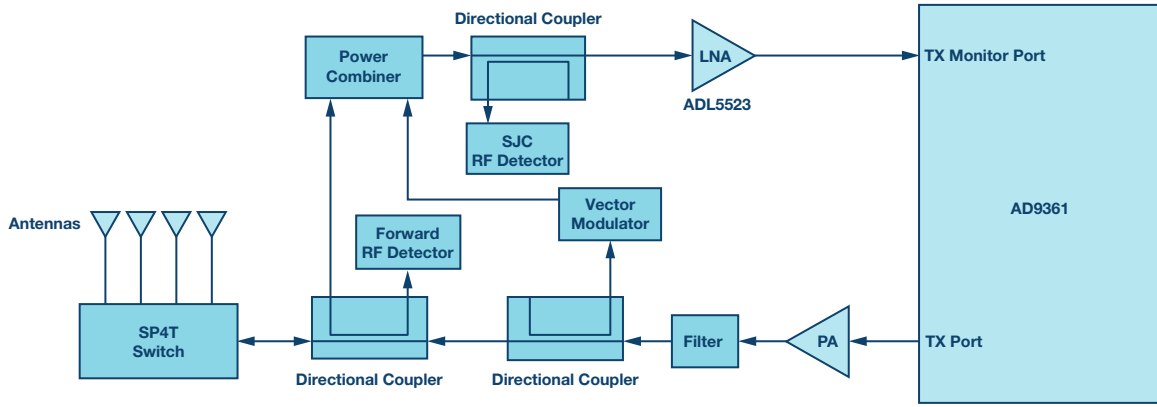 Directional Coupler
Power
Combiner
LNA
ADL5523
TX Monitor Port
SJC
RF Detector
Vector
Modulator
AD9361
Antennas
Forward
RF Detector
SP4T
Switch
Directional Coupler
Directional Coupler
Filter
PA
TX Port